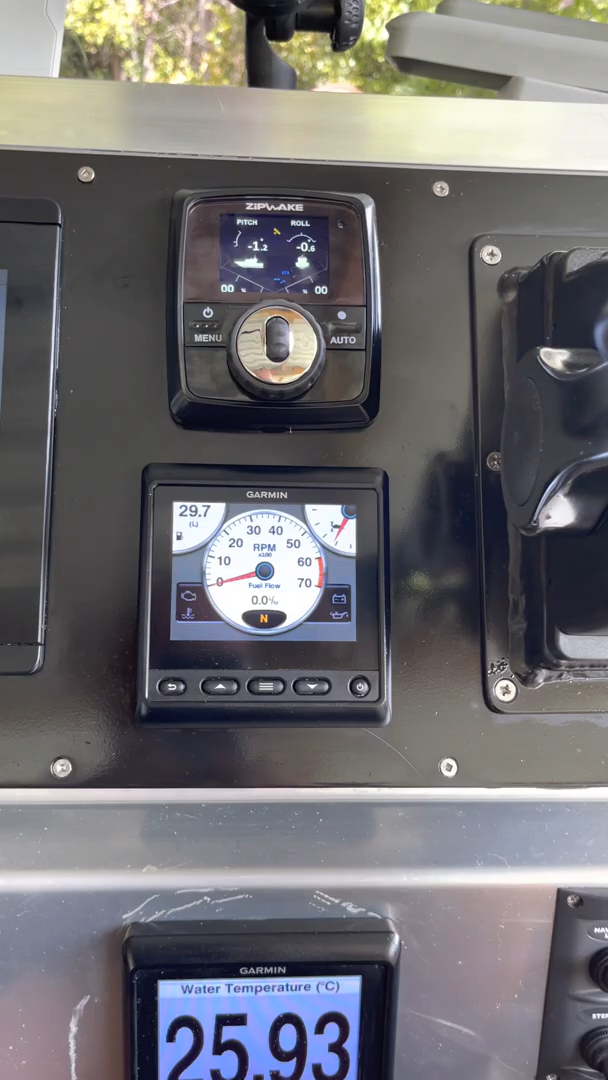 ZIPWAKE
PITCH ROLL
-1.2 -0.6
00 % % 00
MENU AUTO
GARMIN
29.7
(L)
0 10 20 30 40 50 60 70
RPM
x100
Fuel Flow
0.0
N
GARMIN
Water Temperature (°C)
25.93
NAV